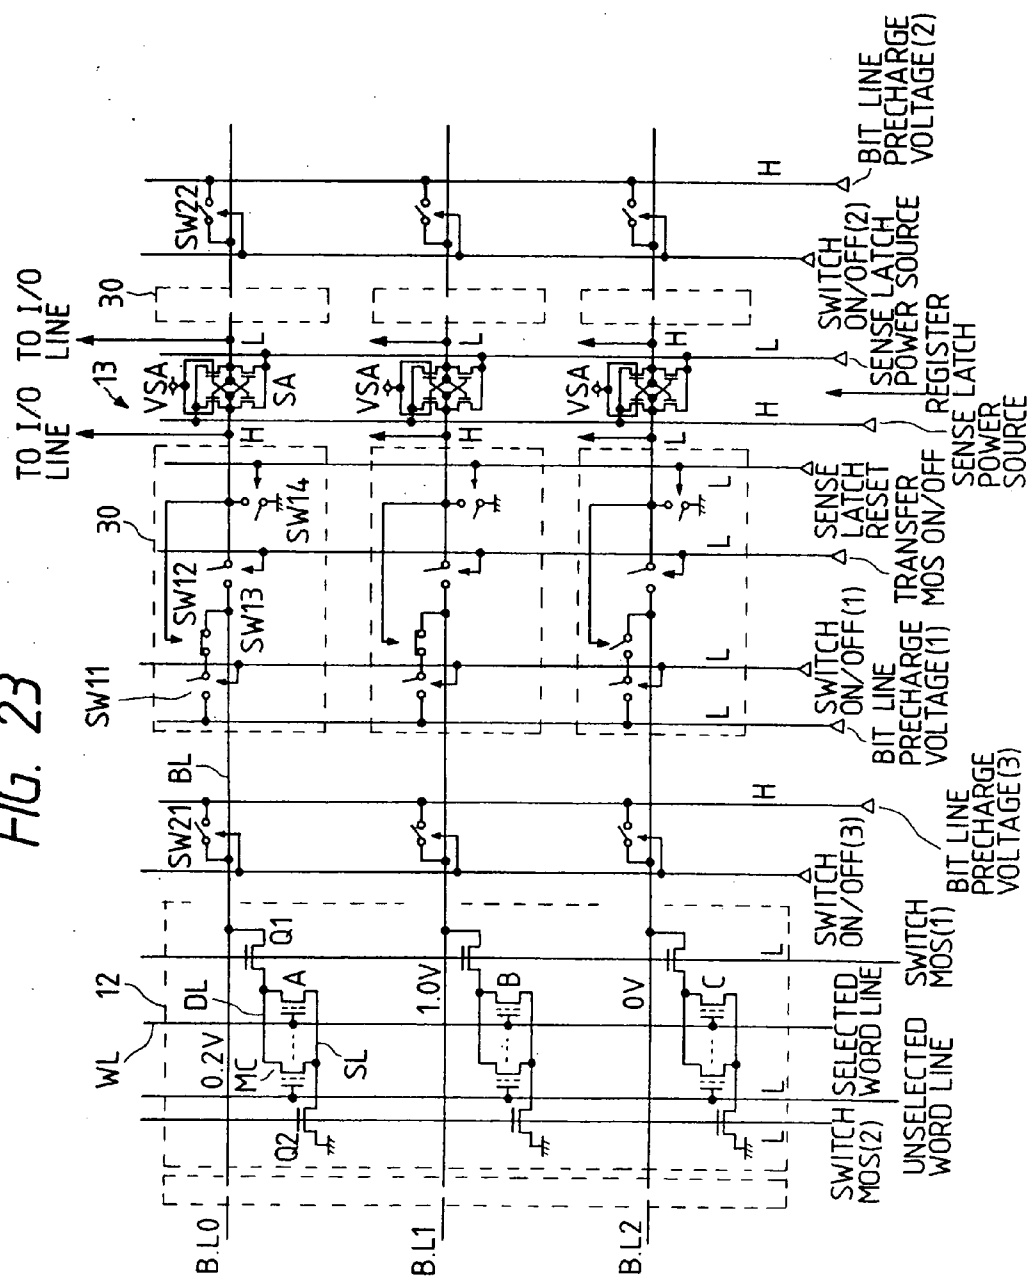 FIG. 23
TO I/O
LINE
TO I/O
LINE
13
30
30
SW11
SW12
SW13
SW14
SW21
SW22
BL
12
WL
DL
0.2V
MC
A
Q1
Q2
SL
VSA
SA
H
L
B.L0
1.0V
B
VSA
H
L
B.L1
0V
C
VSA
L
H
B.L2
L
L
L
H
L
L
L
L
H
L
H
SWITCH
MOS(2)
UNSELECTED
WORD LINE
SELECTED
WORD LINE
SWITCH
MOS(1)
SWITCH
ON/OFF(3)
BIT LINE
PRECHARGE
VOLTAGE(3)
BIT LINE
PRECHARGE
VOLTAGE(1)
SWITCH
ON/OFF(1)
TRANSFER
MOS ON/OFF
SENSE
LATCH
RESET
SENSE
POWER
SOURCE
REGISTER
LATCH
SENSE LATCH
POWER SOURCE
SWITCH
ON/OFF(2)
BIT LINE
PRECHARGE
VOLTAGE(2)